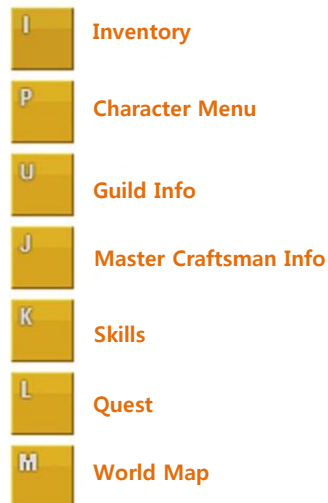 I Inventory
P Character Menu
U Guild Info
J Master Craftsman Info
K Skills
L Quest
M World Map